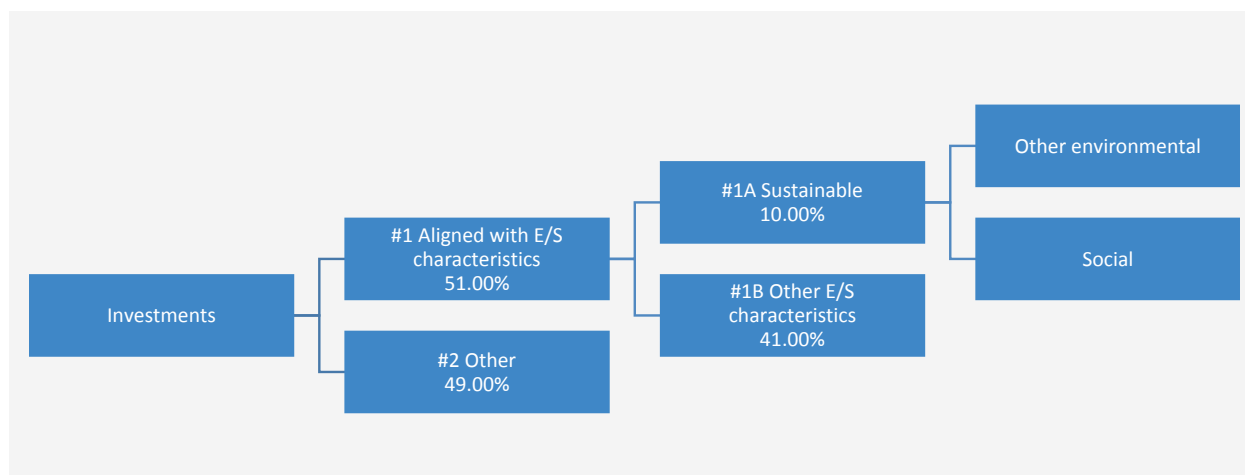 Investments
#1 Aligned with E/S
characteristics
51.00%
#2 Other
49.00%
#1A Sustainable
10.00%
#1B Other E/S
characteristics
41.00%
Other environmental
Social